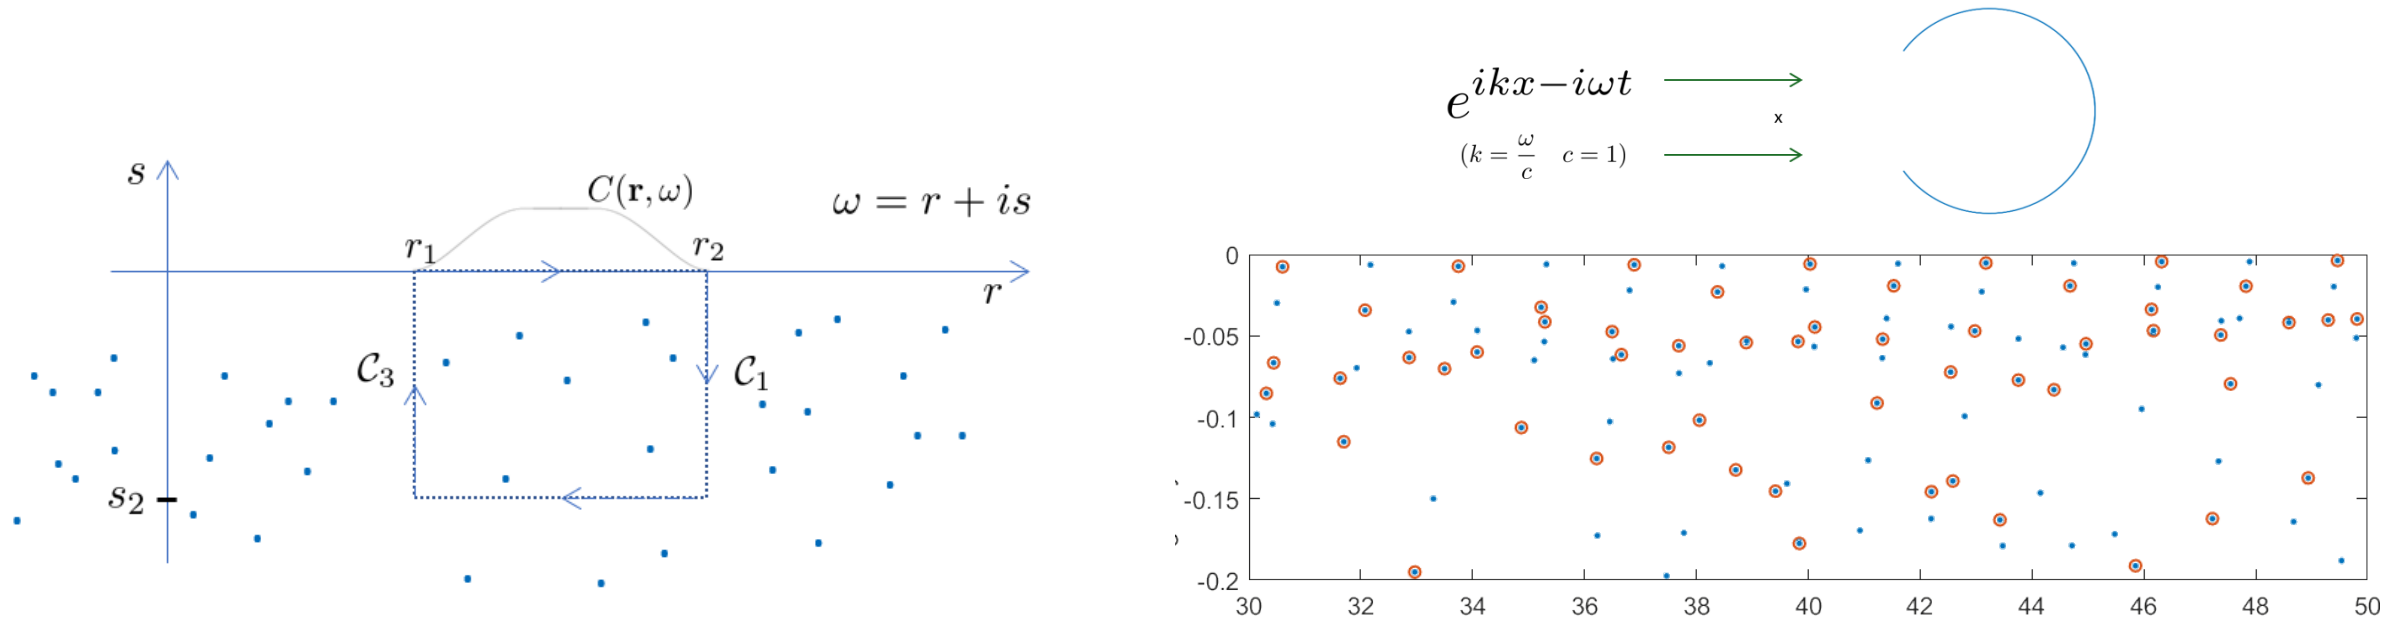 s
C(r, ω)
ω = r + is
r₁
r₂
r
C₃
C₁
s₂
e^{ikx−iωt}
x
(k = ω/c  c = 1)
0
-0.05
-0.1
-0.15
-0.2
30 32 34 36 38 40 42 44 46 48 50